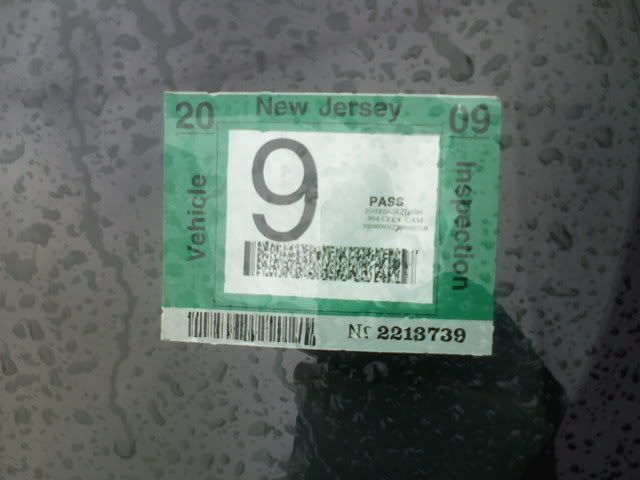 20 New Jersey 09
Vehicle
9
PASS
Inspection
№ 2213739